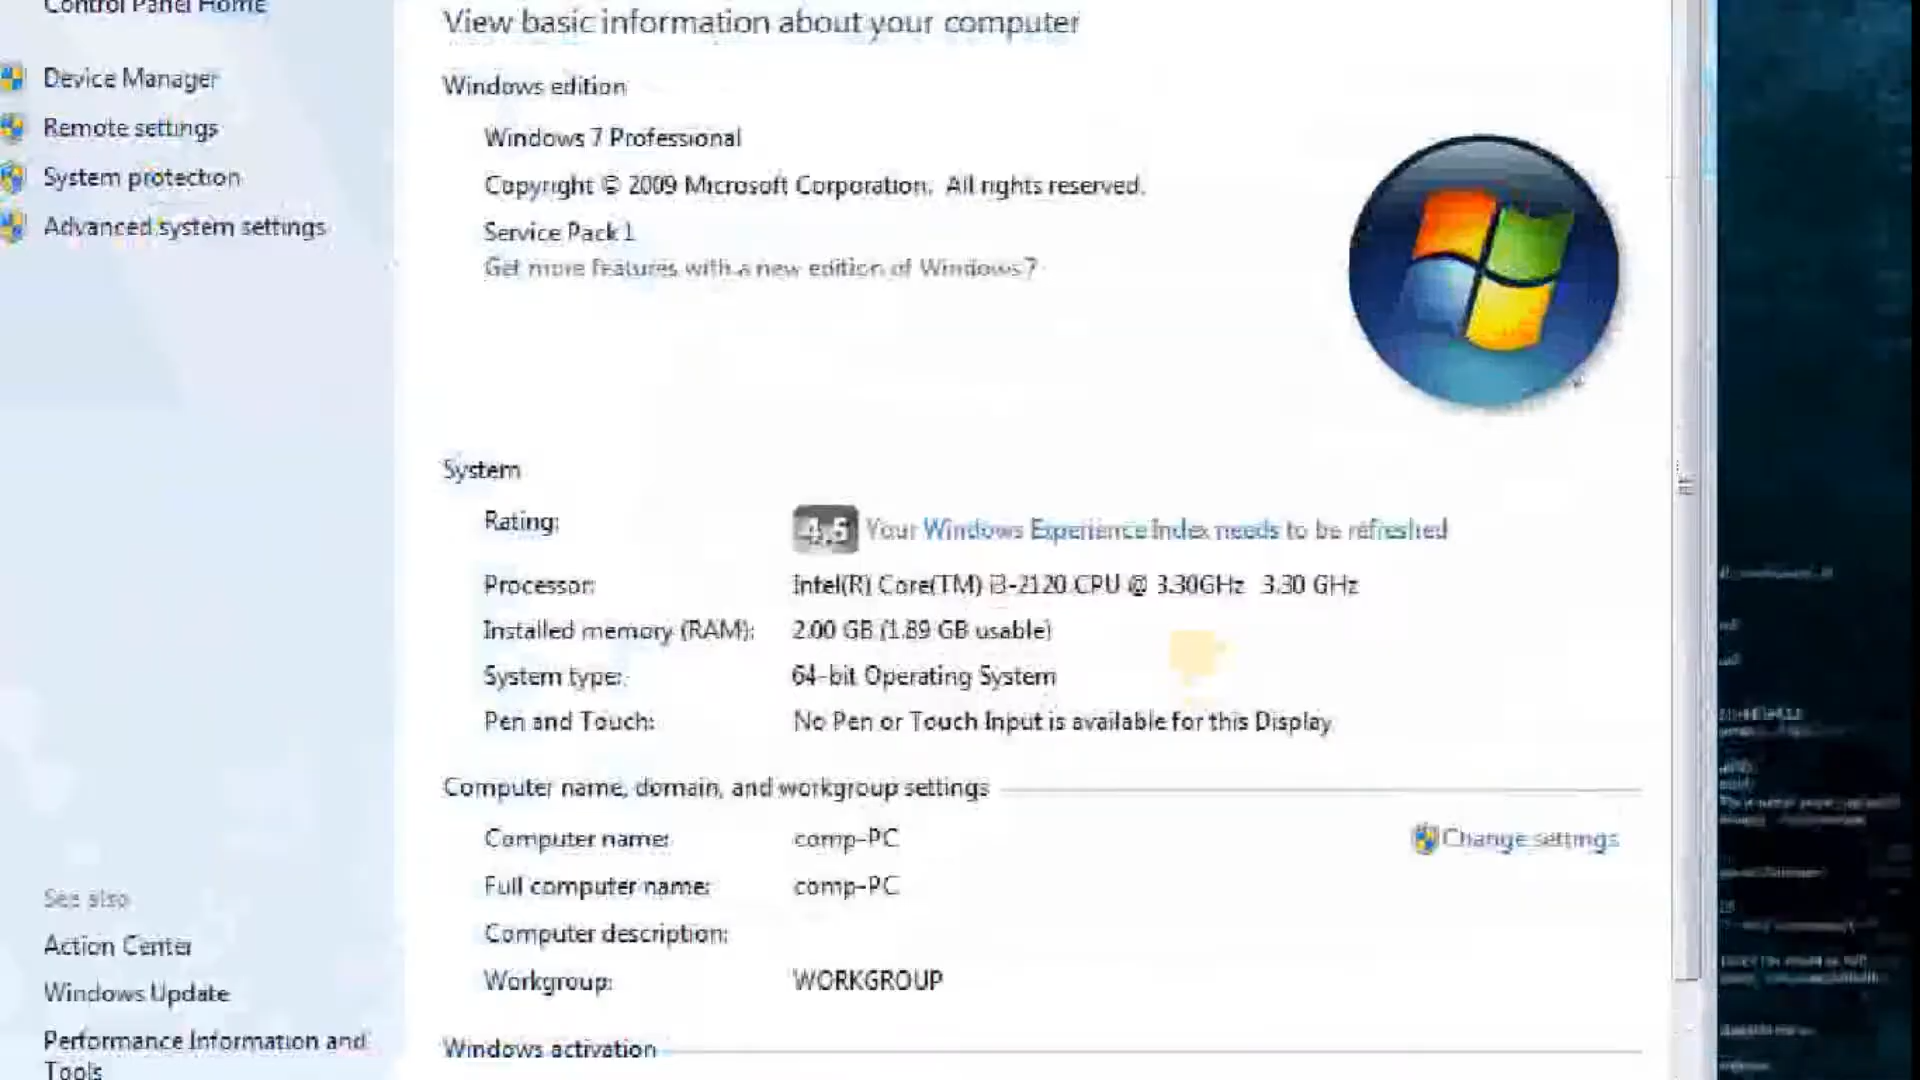 Control Panel Home
Device Manager
Remote settings
System protection
Advanced system settings
See also
Action Center
Windows Update
Performance Information and
Tools
View basic information about your computer
Windows edition
Windows 7 Professional
Copyright © 2009 Microsoft Corporation. All rights reserved.
Service Pack 1
Get more features with a new edition of Windows 7
System
Rating:
4.5 Your Windows Experience Index needs to be refreshed
Processor: Intel(R) Core(TM) i3-2120 CPU @ 3.30GHz 3.30 GHz
Installed memory (RAM): 2.00 GB (1.89 GB usable)
System type: 64-bit Operating System
Pen and Touch: No Pen or Touch Input is available for this Display
Computer name, domain, and workgroup settings
Computer name: comp-PC
Change settings
Full computer name: comp-PC
Computer description:
Workgroup: WORKGROUP
Windows activation